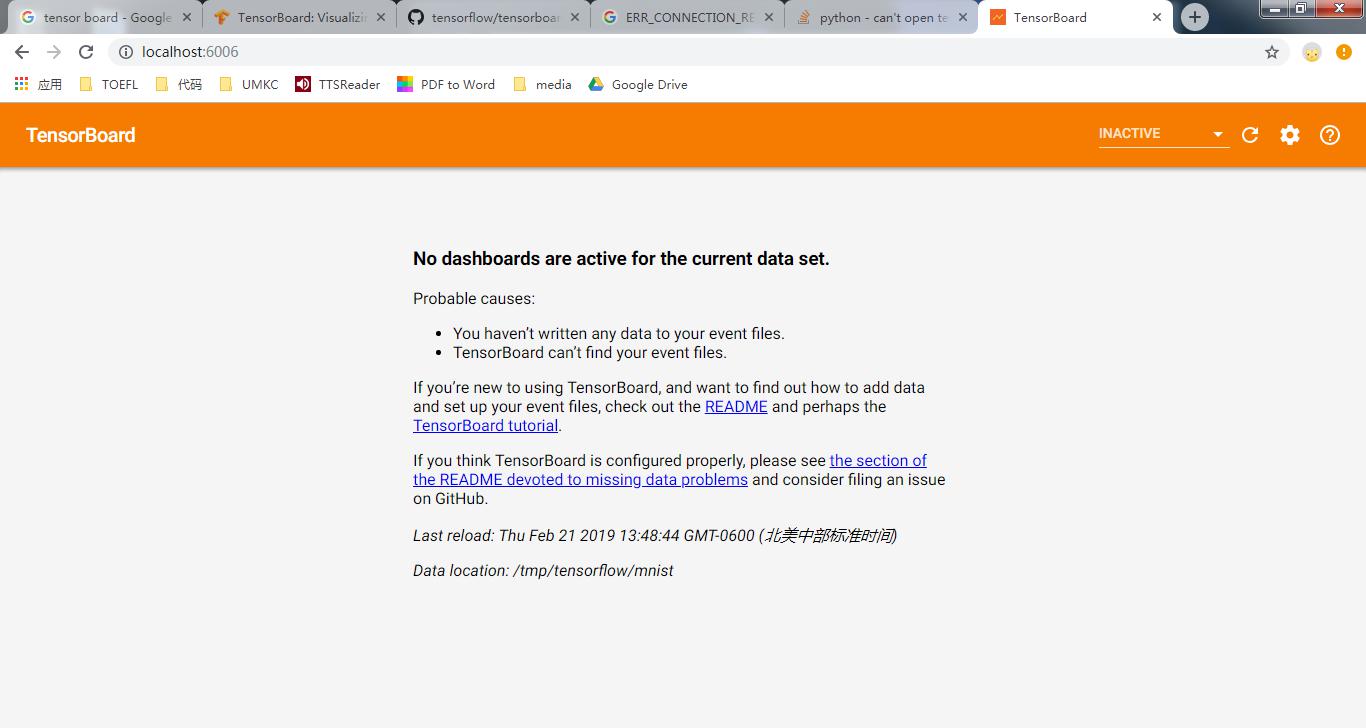 tensor board - Google
TensorBoard: Visualizi
tensorflow/tensorboar
ERR_CONNECTION_RE
python - can't open te
TensorBoard
localhost:6006
应用 TOEFL 代码 UMKC TTSReader PDF to Word media Google Drive
TensorBoard INACTIVE
No dashboards are active for the current data set.
Probable causes:
• You haven’t written any data to your event files.
• TensorBoard can’t find your event files.
If you’re new to using TensorBoard, and want to find out how to add data
and set up your event files, check out the README and perhaps the
TensorBoard tutorial.
If you think TensorBoard is configured properly, please see the section of
the README devoted to missing data problems and consider filing an issue
on GitHub.
Last reload: Thu Feb 21 2019 13:48:44 GMT-0600 (北美中部标准时间)
Data location: /tmp/tensorflow/mnist